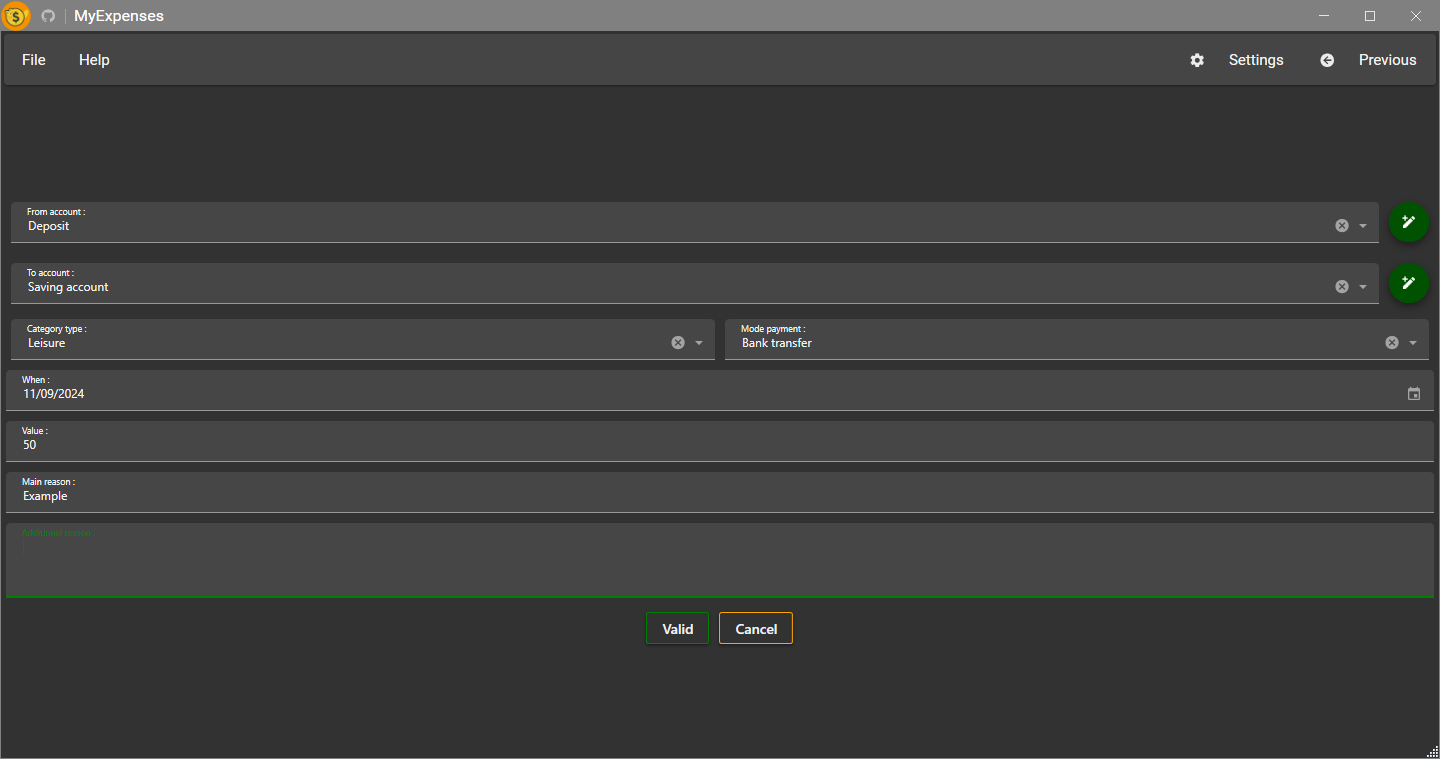 MyExpenses
File Help Settings Previous
From account :
Deposit
To account :
Saving account
Category type : Mode payment :
Leisure Bank transfer
When :
11/09/2024
Value :
50
Main reason :
Example
Additional reason :
Valid Cancel